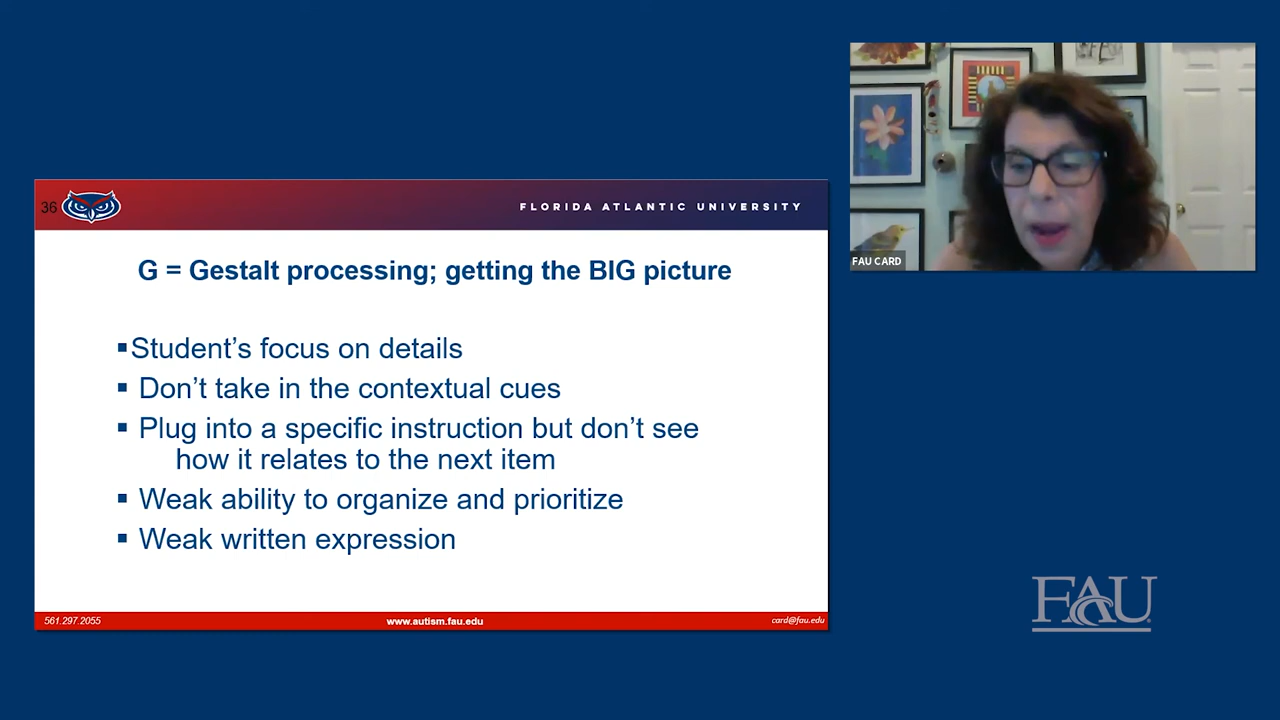 36
FLORIDA ATLANTIC UNIVERSITY
G = Gestalt processing; getting the BIG picture
▪Student’s focus on details
▪ Don’t take in the contextual cues
▪ Plug into a specific instruction but don’t see
how it relates to the next item
▪ Weak ability to organize and prioritize
▪ Weak written expression
561.297.2055
www.autism.fau.edu
card@fau.edu
FAU CARD
FAU